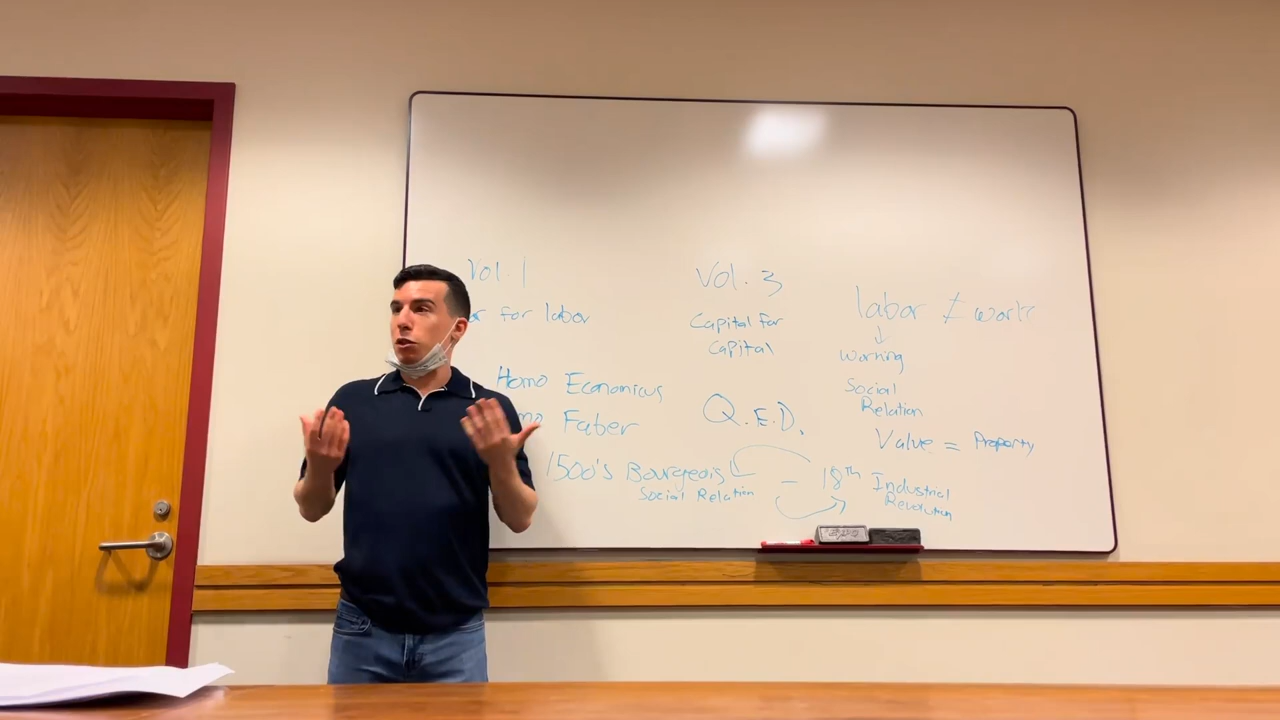 Vol. 1
for labor
Homo Economicus
Faber
1500's Bourgeois
Social Relation
Vol. 3
Capital for
Capital
Q.E.D.
labor ≠ work
↓
Working
Social
Relation
Value = Property
– 18th Industrial
Revolution